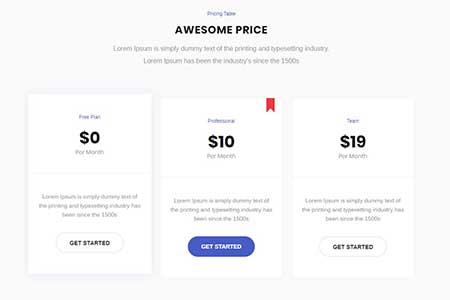 Pricing Table
AWESOME PRICE
Lorem Ipsum is simply dummy text of the printing and typesetting industry.
Lorem Ipsum has been the industry's since the 1500s
Free Plan
$0
Per Month
Lorem Ipsum is simply dummy text of
the printing and typesetting industry has
been since the 1500s
GET STARTED
Professional
$10
Per Month
Lorem Ipsum is simply dummy text of
the printing and typesetting industry has
been since the 1500s
GET STARTED
Team
$19
Per Month
Lorem Ipsum is simply dummy text of
the printing and typesetting industry has
been since the 1500s
GET STARTED